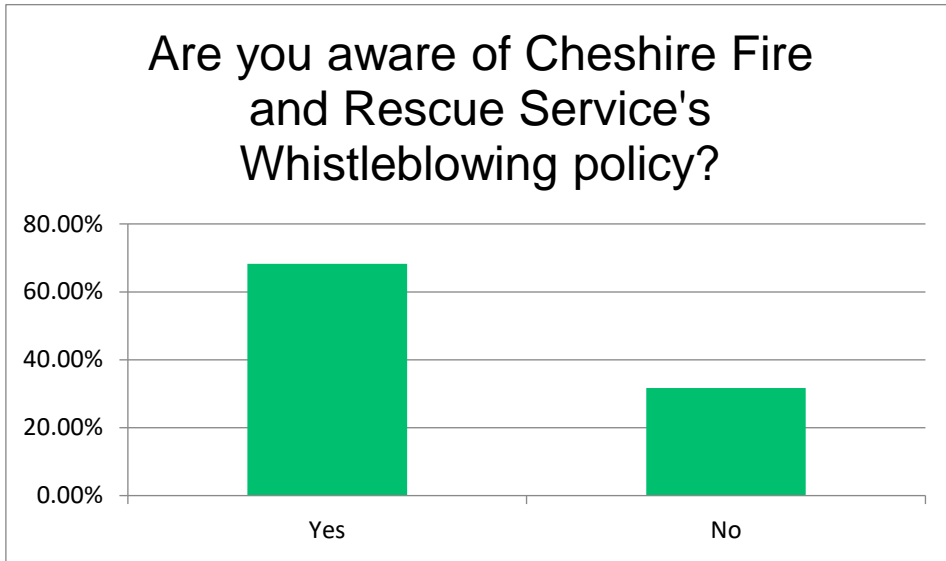 Are you aware of Cheshire Fire
and Rescue Service's
Whistleblowing policy?
80.00%
60.00%
40.00%
20.00%
0.00%
Yes
No